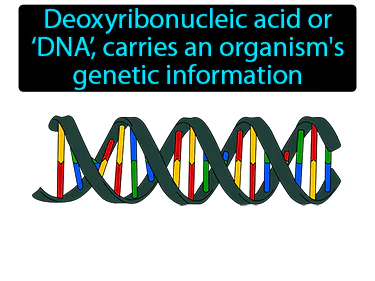 Deoxyribonucleic acid or
‘DNA’, carries an organism's
genetic information